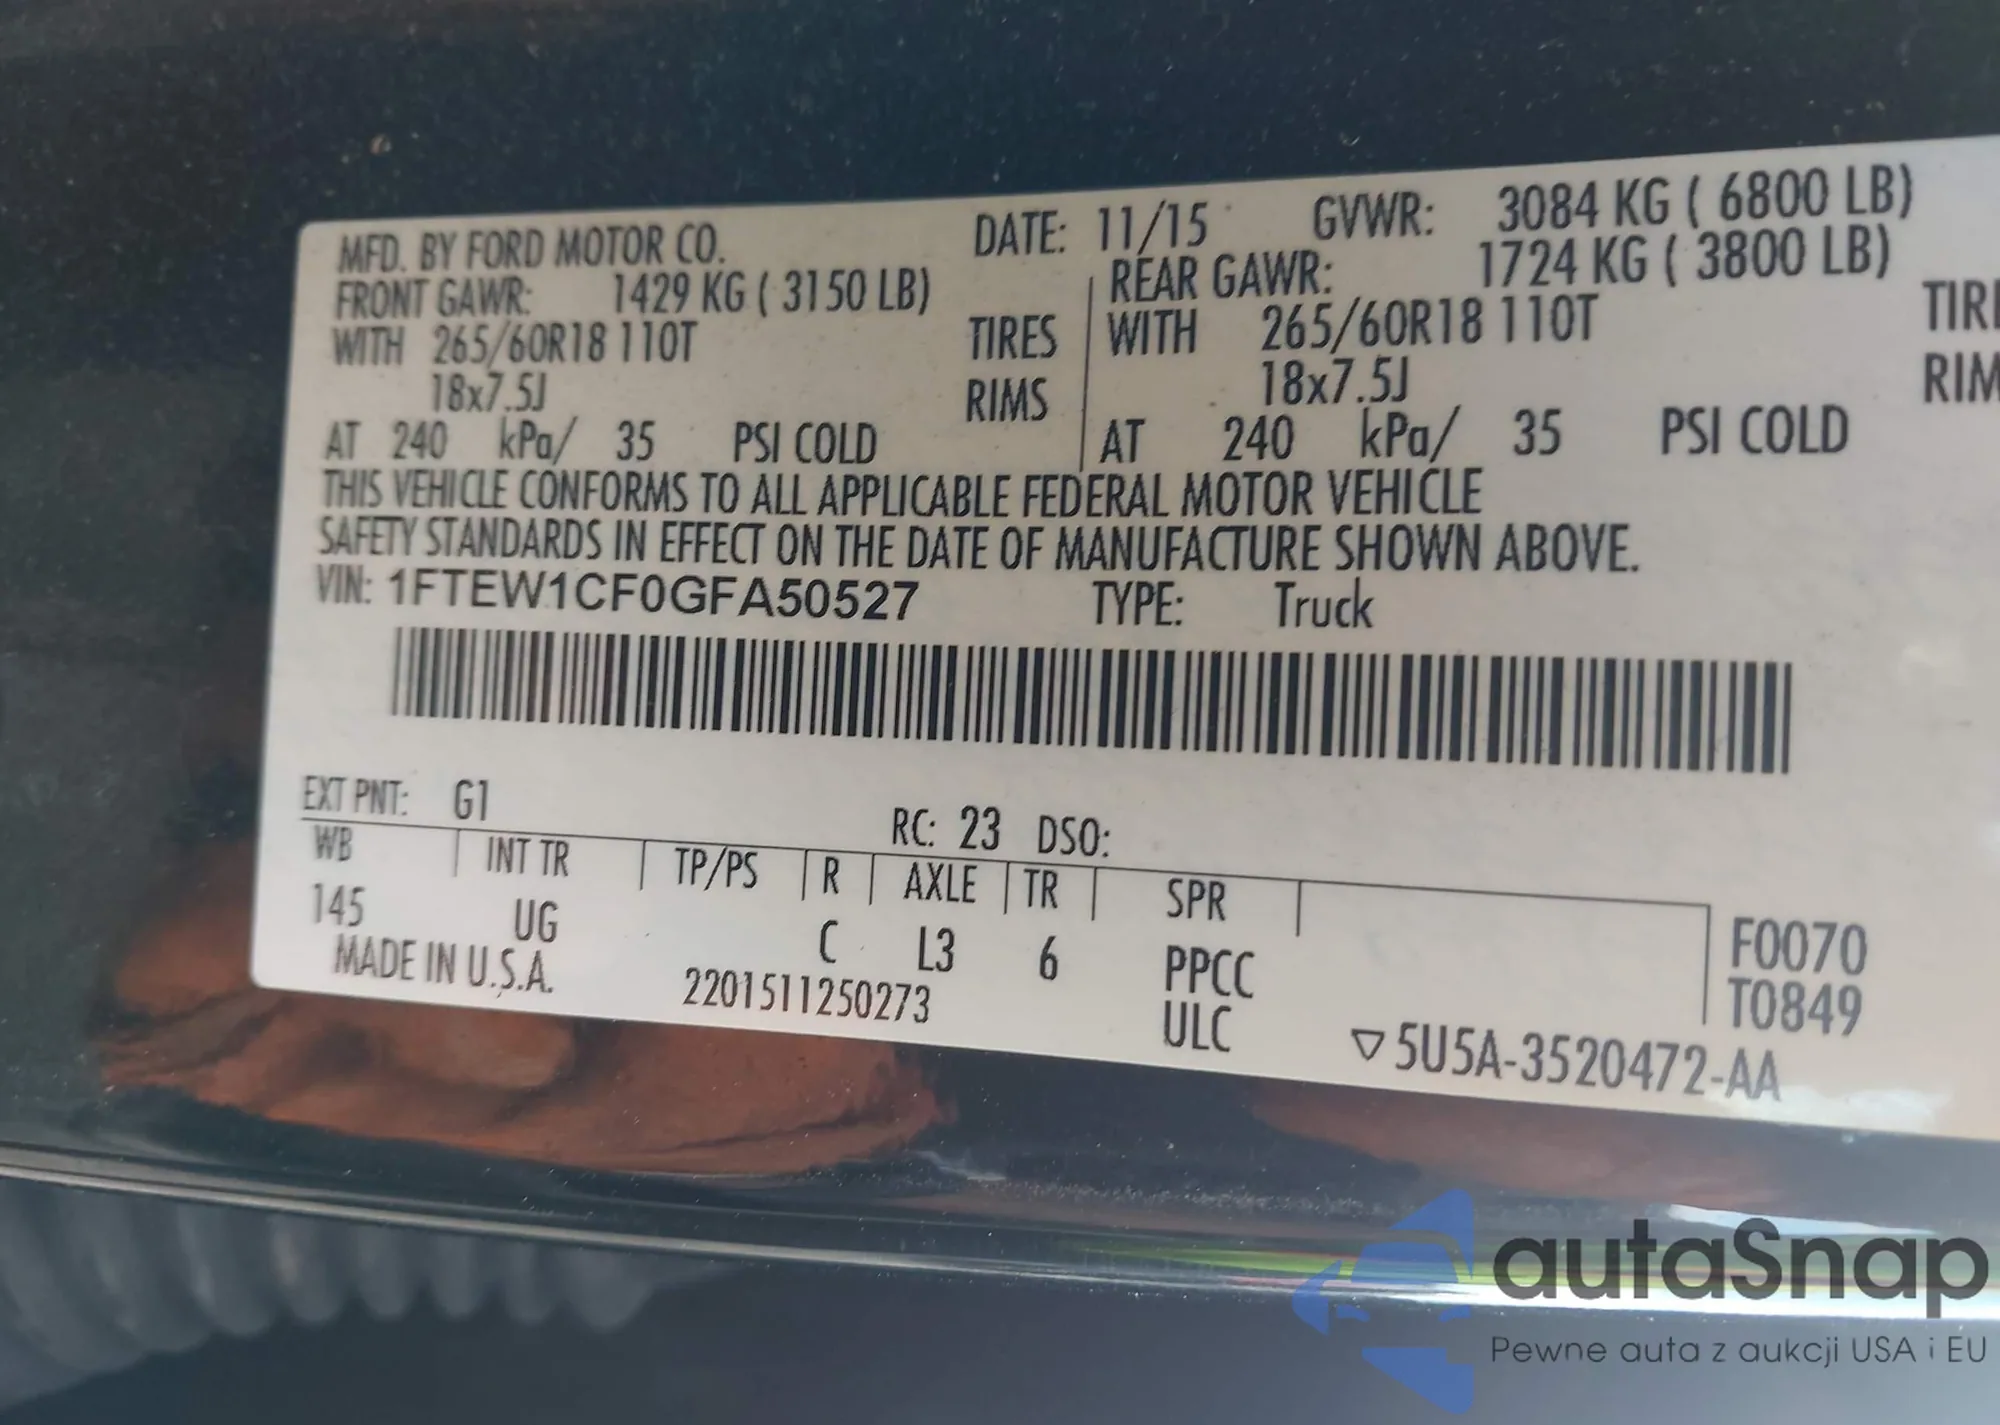 MFD. BY FORD MOTOR CO. DATE: 11/15 GVWR: 3084 KG ( 6800 LB)
FRONT GAWR: 1429 KG ( 3150 LB) REAR GAWR: 1724 KG ( 3800 LB)
WITH 265/60R18 110T TIRES WITH 265/60R18 110T TIRE
18x7.5J RIMS 18x7.5J RIM
AT 240 kPa/ 35 PSI COLD AT 240 kPa/ 35 PSI COLD
THIS VEHICLE CONFORMS TO ALL APPLICABLE FEDERAL MOTOR VEHICLE
SAFETY STANDARDS IN EFFECT ON THE DATE OF MANUFACTURE SHOWN ABOVE.
VIN: 1FTEW1CF0GFA50527 TYPE: Truck
EXT PNT: G1 RC: 23 DSO:
WB INT TR TP/PS R AXLE TR SPR
145 UG C L3 6 PPCC F0070
MADE IN U.S.A. 2201511250273 ULC T0849
▽5U5A-3520472-AA
autaSnap
Pewne auta z aukcji USA i EU